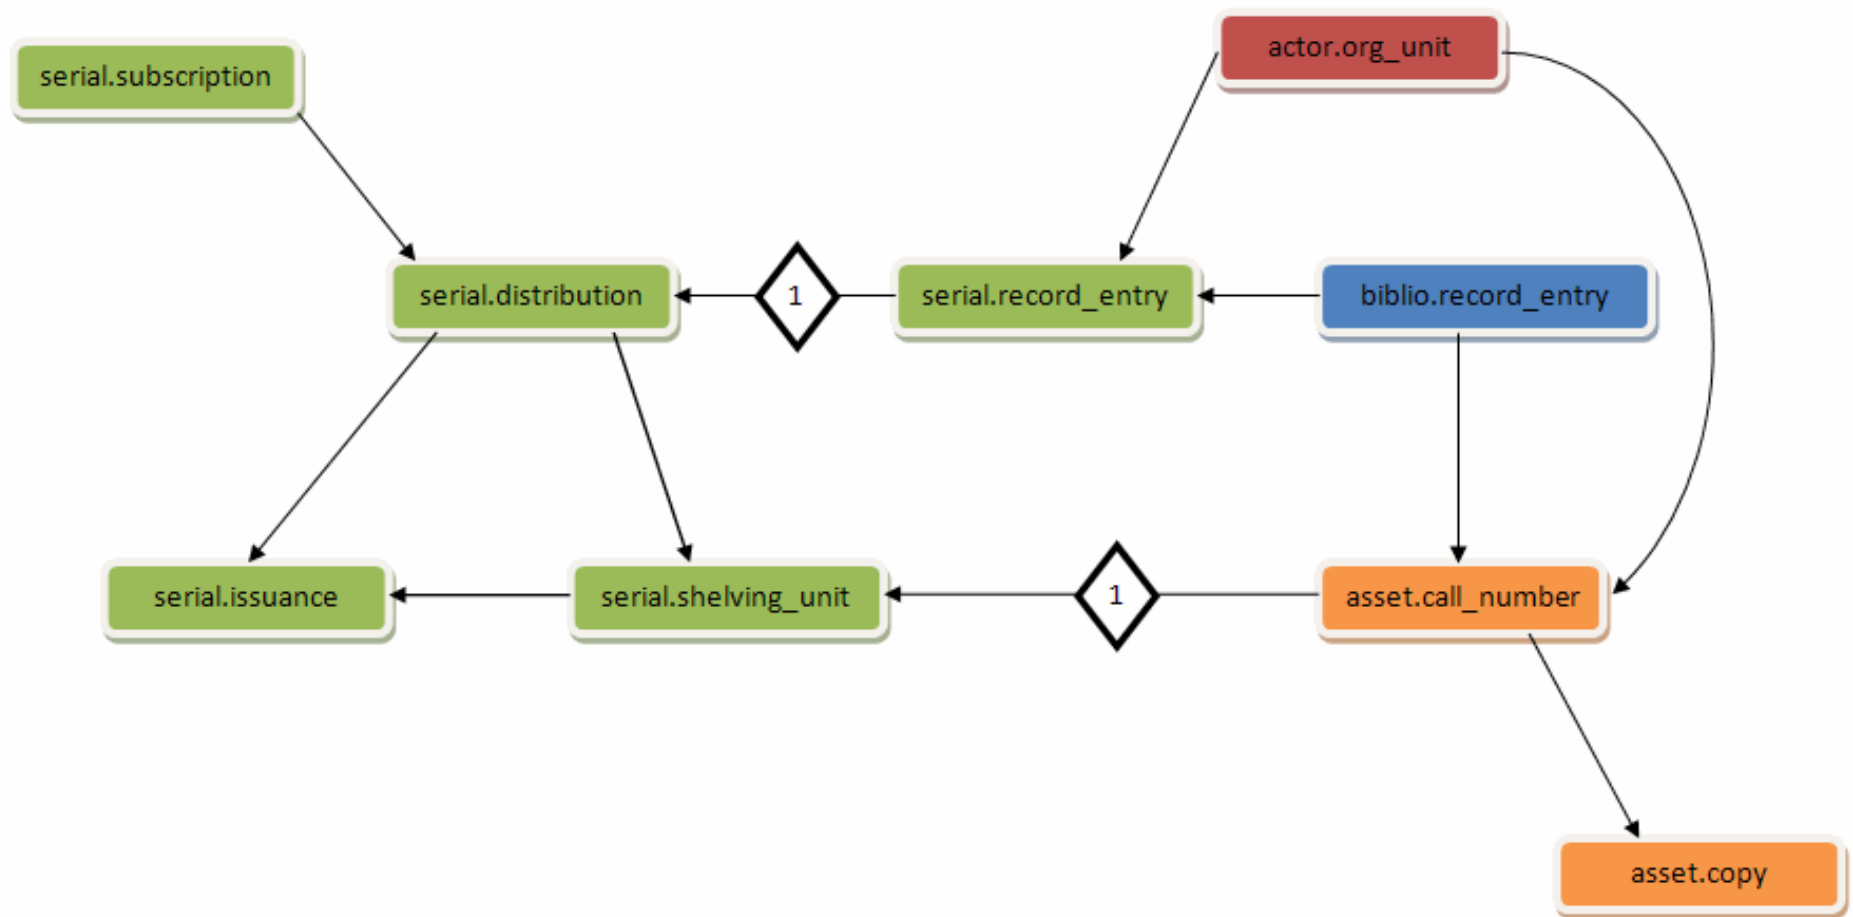 actor.org_unit
serial.subscription
serial.distribution
1
serial.record_entry
biblio.record_entry
serial.issuance
serial.shelving_unit
1
asset.call_number
asset.copy